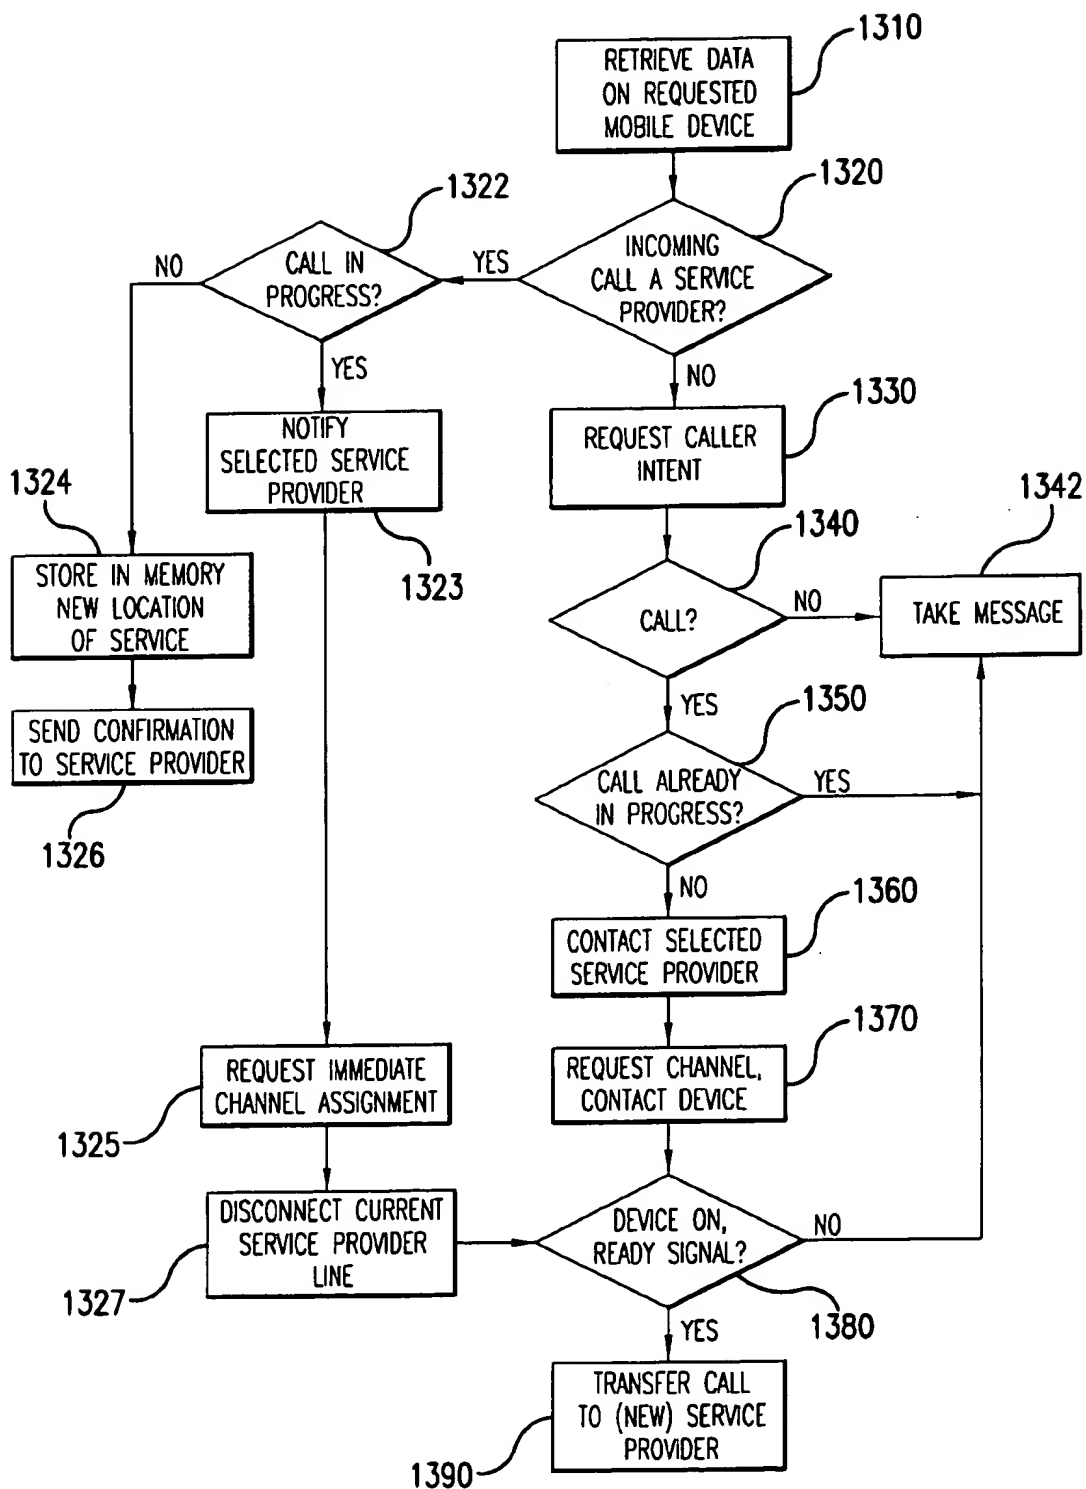 1310
RETRIEVE DATA
ON REQUESTED
MOBILE DEVICE
1320
INCOMING
CALL A SERVICE
PROVIDER?
YES
NO
1322
CALL IN
PROGRESS?
NO
YES
NOTIFY
SELECTED SERVICE
PROVIDER
1323
1324
STORE IN MEMORY
NEW LOCATION
OF SERVICE
SEND CONFIRMATION
TO SERVICE PROVIDER
1326
1330
REQUEST CALLER
INTENT
1340
CALL?
NO
YES
1342
TAKE MESSAGE
1350
CALL ALREADY
IN PROGRESS?
YES
NO
1360
CONTACT SELECTED
SERVICE PROVIDER
1370
REQUEST CHANNEL,
CONTACT DEVICE
REQUEST IMMEDIATE
CHANNEL ASSIGNMENT
1325
DISCONNECT CURRENT
SERVICE PROVIDER
LINE
1327
DEVICE ON,
READY SIGNAL?
NO
1380
YES
TRANSFER CALL
TO (NEW) SERVICE
PROVIDER
1390